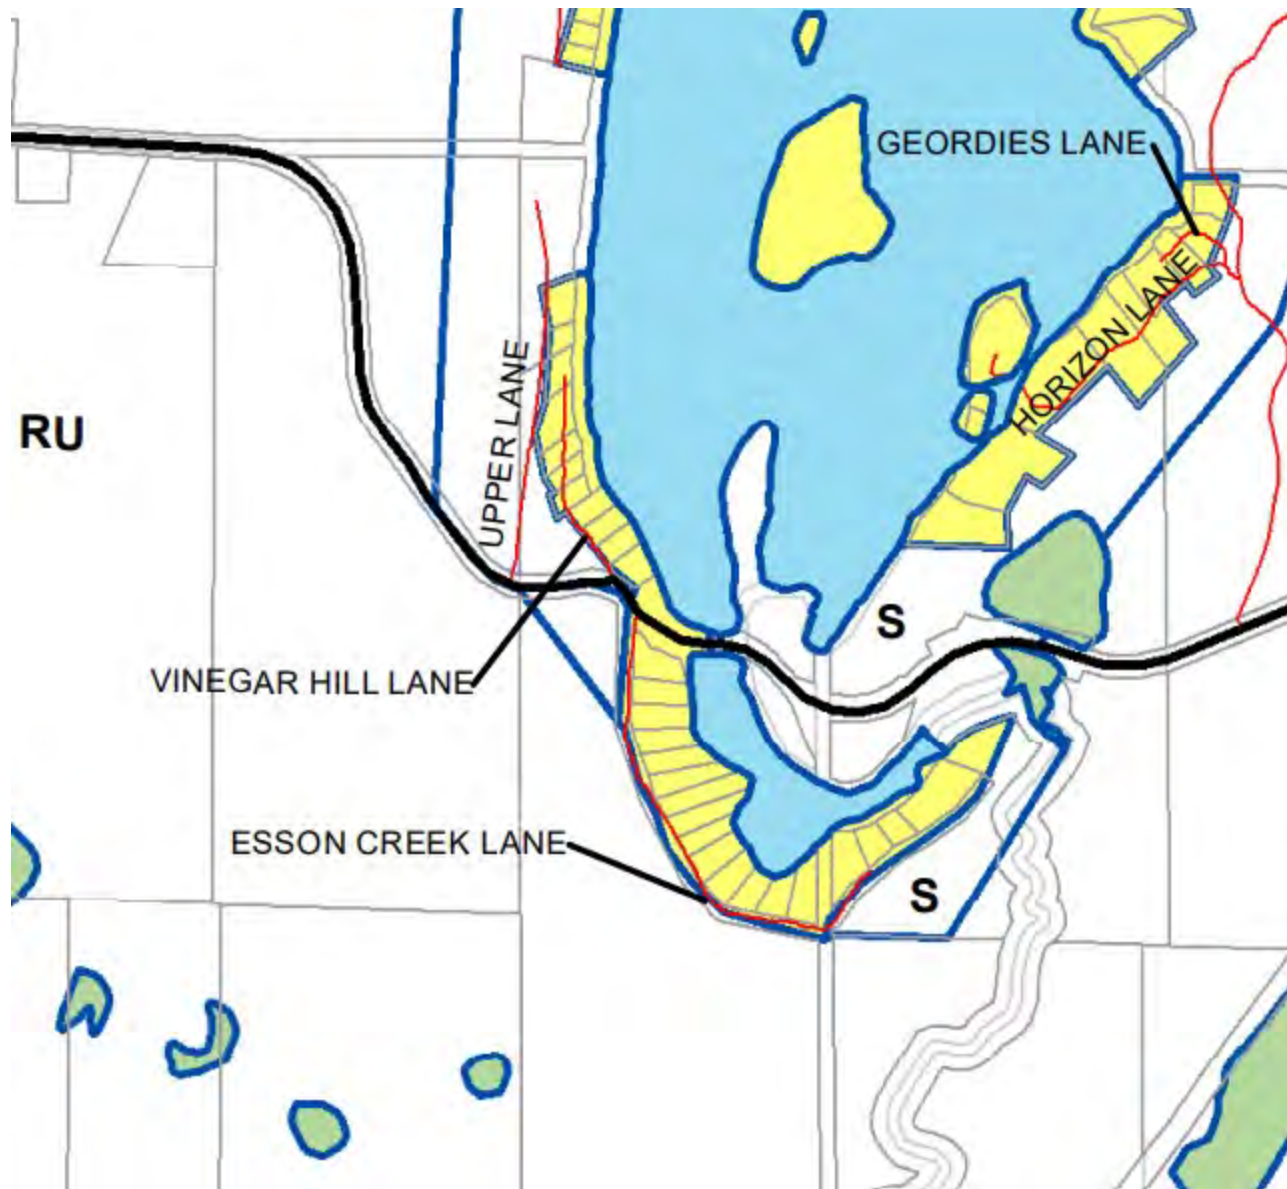 GEORDIES LANE
HORIZON LANE
UPPER LANE
RU
S
VINEGAR HILL LANE
ESSON CREEK LANE
S